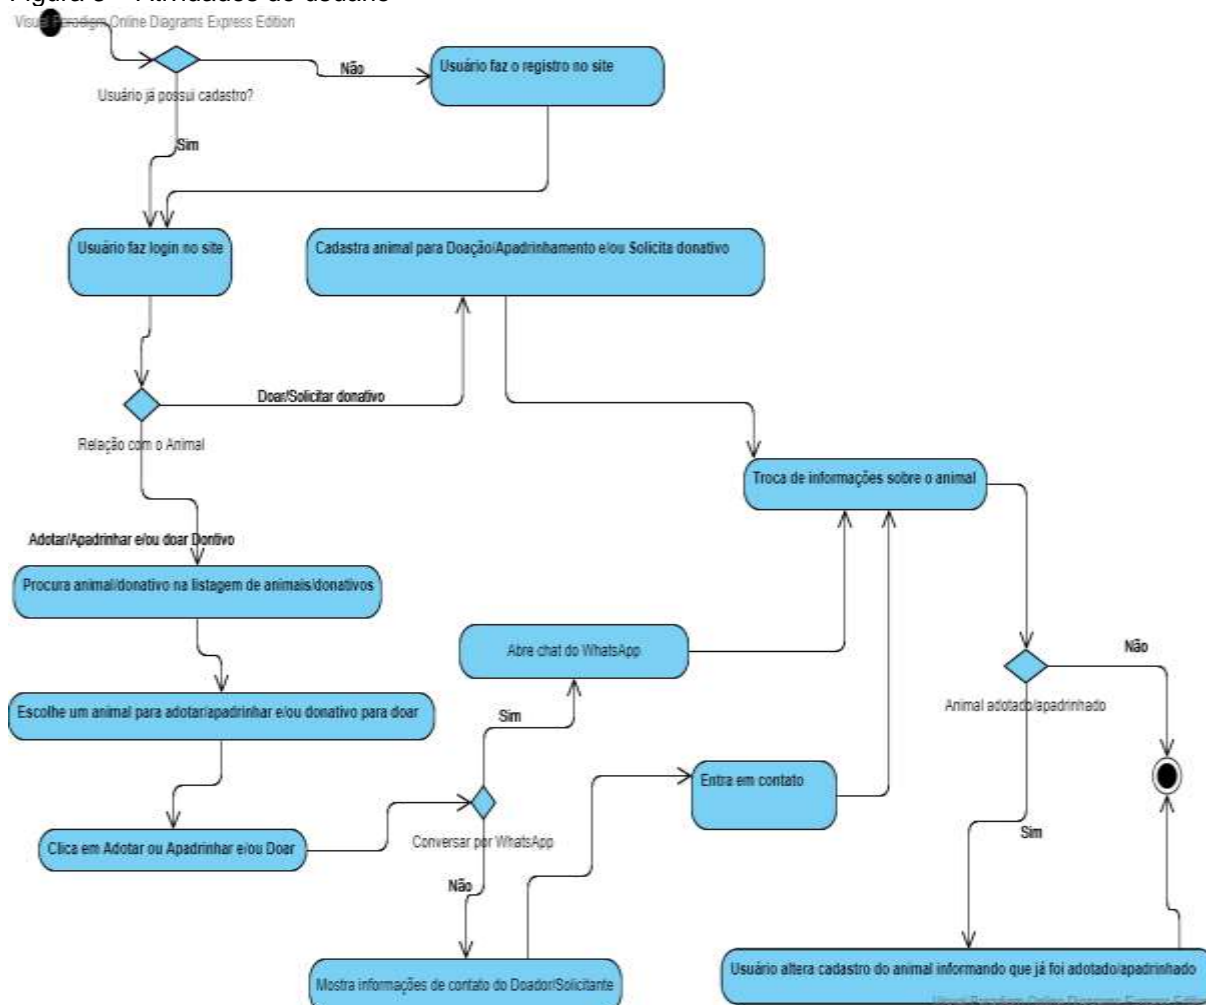 Visual Paradigm Online Diagrams Express Edition
Usuário já possui cadastro?
Não
Usuário faz o registro no site
Sim
Usuário faz login no site
Cadastra animal para Doação/Apadrinhamento e/ou Solicita donativo
Doar/Solicitar donativo
Relação com o Animal
Troca de informações sobre o animal
Adotar/Apadrinhar e/ou doar Dontivo
Procura animal/donativo na listagem de animais/donativos
Abre chat do WhatsApp
Não
Animal adotado/apadrinhado
Escolhe um animal para adotar/apadrinhar e/ou donativo para doar
Sim
Entra em contato
Clica em Adotar ou Apadrinhar e/ou Doar
Conversar por WhatsApp
Sim
Não
Mostra informações de contato do Doador/Solicitante
Usuário altera cadastro do animal informando que já foi adotado/apadrinhado